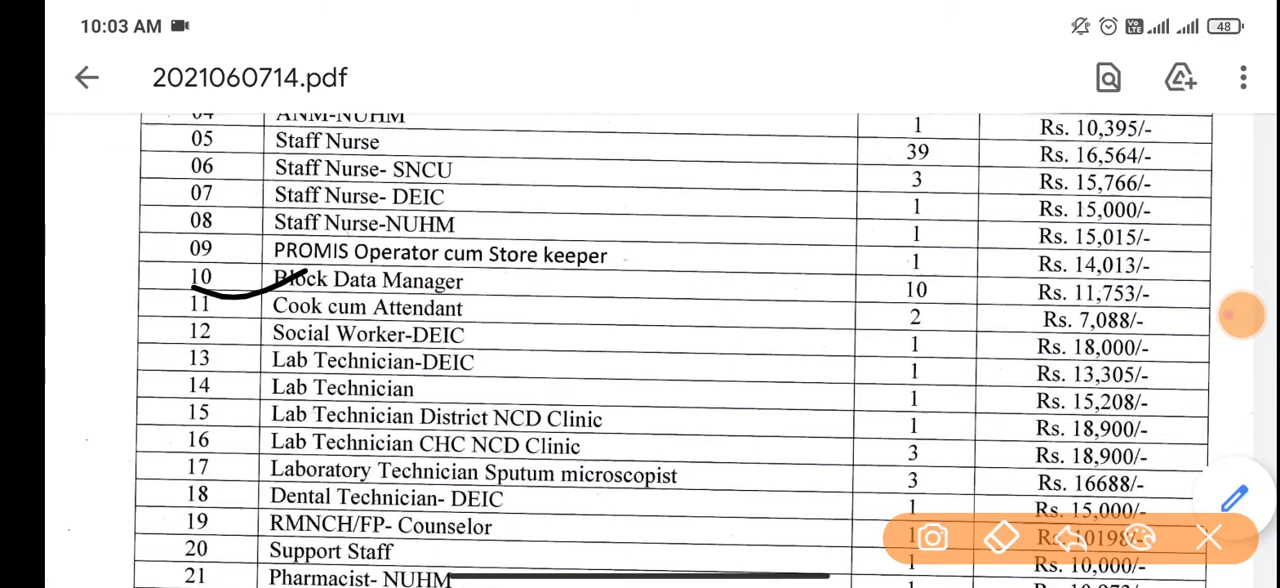 10:03 AM VoLTE 48
2021060714.pdf
04 ANM-NUHM 1 Rs. 10,395/-
05 Staff Nurse 39 Rs. 16,564/-
06 Staff Nurse- SNCU 3 Rs. 15,766/-
07 Staff Nurse- DEIC 1 Rs. 15,000/-
08 Staff Nurse-NUHM 1 Rs. 15,015/-
09 PROMIS Operator cum Store keeper 1 Rs. 14,013/-
10 Block Data Manager 10 Rs. 11,753/-
11 Cook cum Attendant 2 Rs. 7,088/-
12 Social Worker-DEIC 1 Rs. 18,000/-
13 Lab Technician-DEIC 1 Rs. 13,305/-
14 Lab Technician 1 Rs. 15,208/-
15 Lab Technician District NCD Clinic 1 Rs. 18,900/-
16 Lab Technician CHC NCD Clinic 3 Rs. 18,900/-
17 Laboratory Technician Sputum microscopist 3 Rs. 16688/-
18 Dental Technician- DEIC 1 Rs. 15,000/-
19 RMNCH/FP- Counselor 1 Rs. 10198/-
20 Support Staff 1 Rs. 10,000/-
21 Pharmacist- NUHM